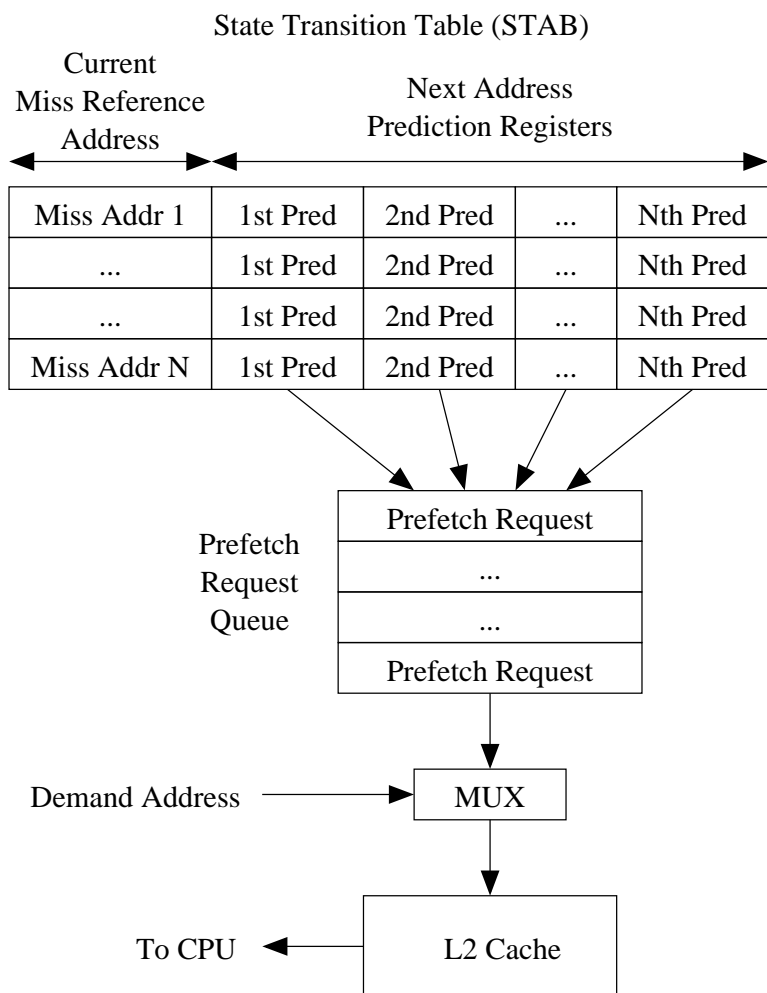 State Transition Table (STAB)
Current
Miss Reference
Address
Next Address
Prediction Registers
Miss Addr 1 1st Pred 2nd Pred ... Nth Pred
... 1st Pred 2nd Pred ... Nth Pred
... 1st Pred 2nd Pred ... Nth Pred
Miss Addr N 1st Pred 2nd Pred ... Nth Pred
Prefetch
Request
Queue
Prefetch Request
...
...
Prefetch Request
Demand Address
MUX
To CPU
L2 Cache